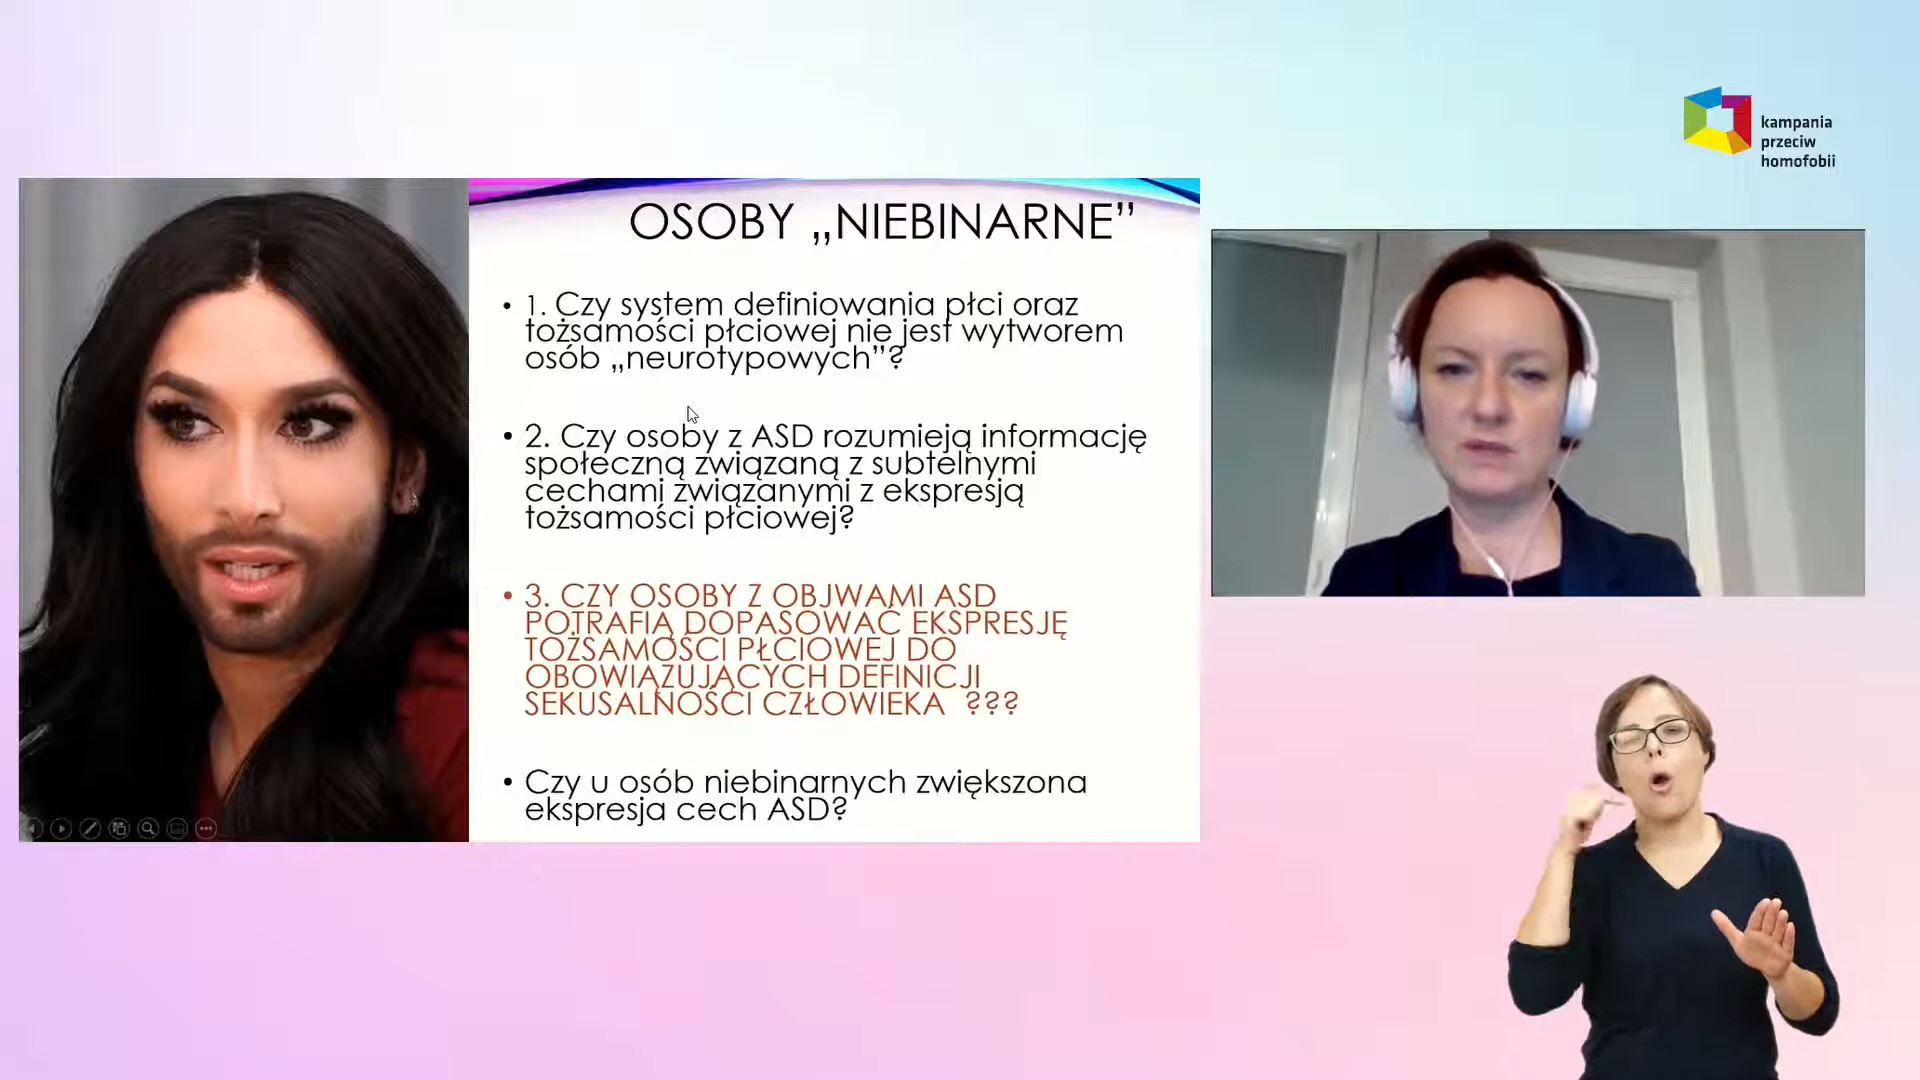 kampania
przeciw
homofobii
OSOBY „NIEBINARNE”
• 1. Czy system definiowania płci oraz
tożsamości płciowej nie jest wytworem
osób „neurotypowych”?
• 2. Czy osoby z ASD rozumieją informację
społeczną związaną z subtelnymi
cechami związanymi z ekspresją
tożsamości płciowej?
• 3. CZY OSOBY Z OBJWAMI ASD
POTRAFIĄ DOPASOWAĆ EKSPRESJĘ
TOŻSAMOŚCI PŁCIOWEJ DO
OBOWIĄZUJĄCYCH DEFINICJI
SEKUSALNOŚCI CZŁOWIEKA ???
• Czy u osób niebinarnych zwiększona
ekspresja cech ASD?